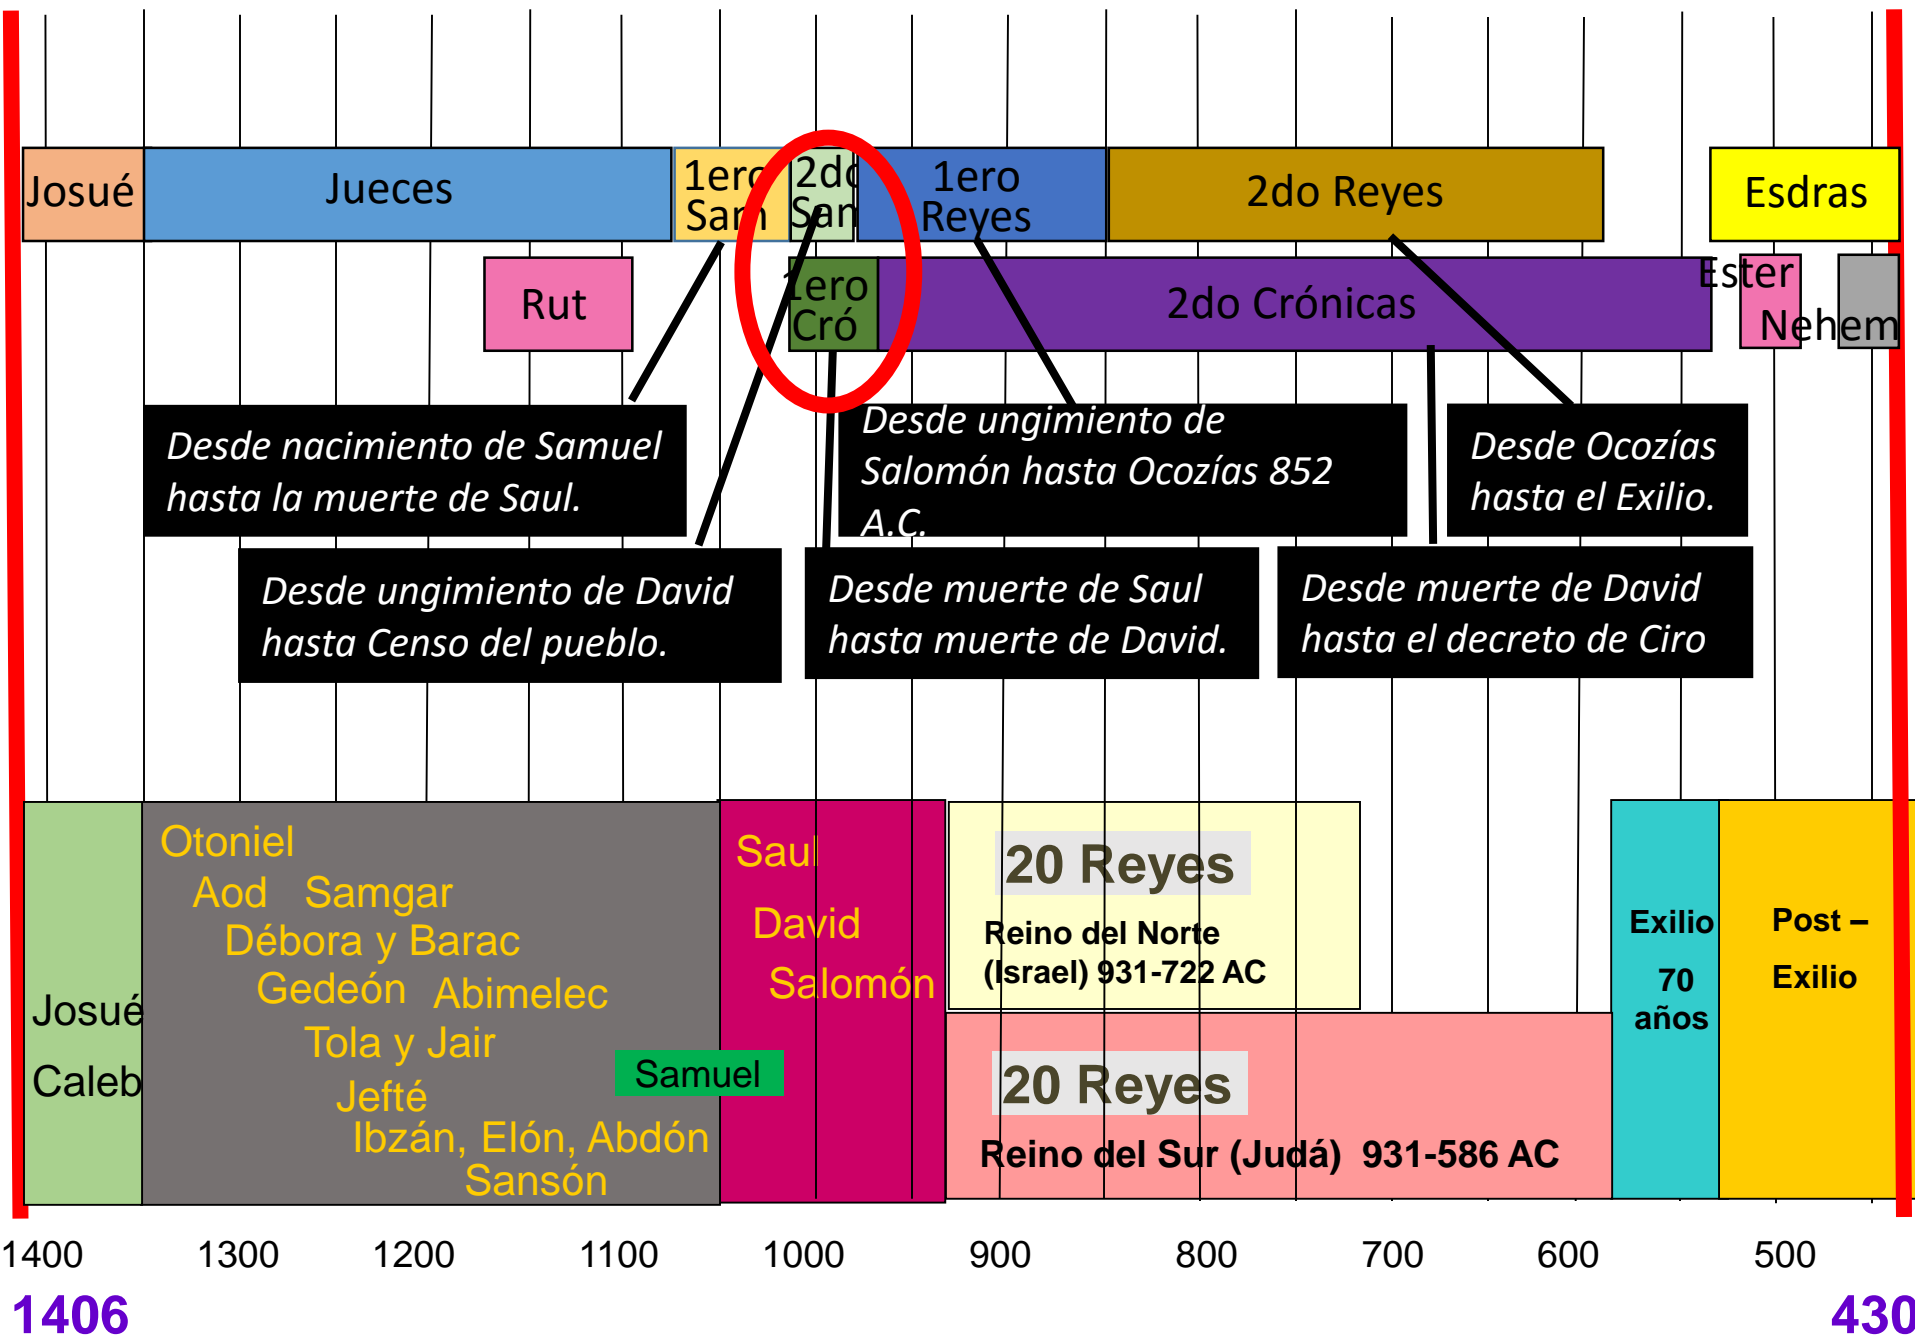 Josué
Jueces
1ero
Sam
2do
Sam
1ero
Reyes
2do Reyes
Esdras
Rut
1ero
Cró
2do Crónicas
Ester
Nehem
Desde nacimiento de Samuel
hasta la muerte de Saul.
Desde ungimiento de
Salomón hasta Ocozías 852
A.C.
Desde Ocozías
hasta el Exilio.
Desde ungimiento de David
hasta Censo del pueblo.
Desde muerte de Saul
hasta muerte de David.
Desde muerte de David
hasta el decreto de Ciro
Josué
Caleb
Otoniel
Aod Samgar
Débora y Barac
Gedeón Abimelec
Tola y Jair
Jefté
Ibzán, Elón, Abdón
Sansón
Samuel
Saul
David
Salomón
20 Reyes
Reino del Norte
(Israel) 931-722 AC
20 Reyes
Reino del Sur (Judá) 931-586 AC
Exilio
70
años
Post –
Exilio
1400 1300 1200 1100 1000 900 800 700 600 500
1406 430